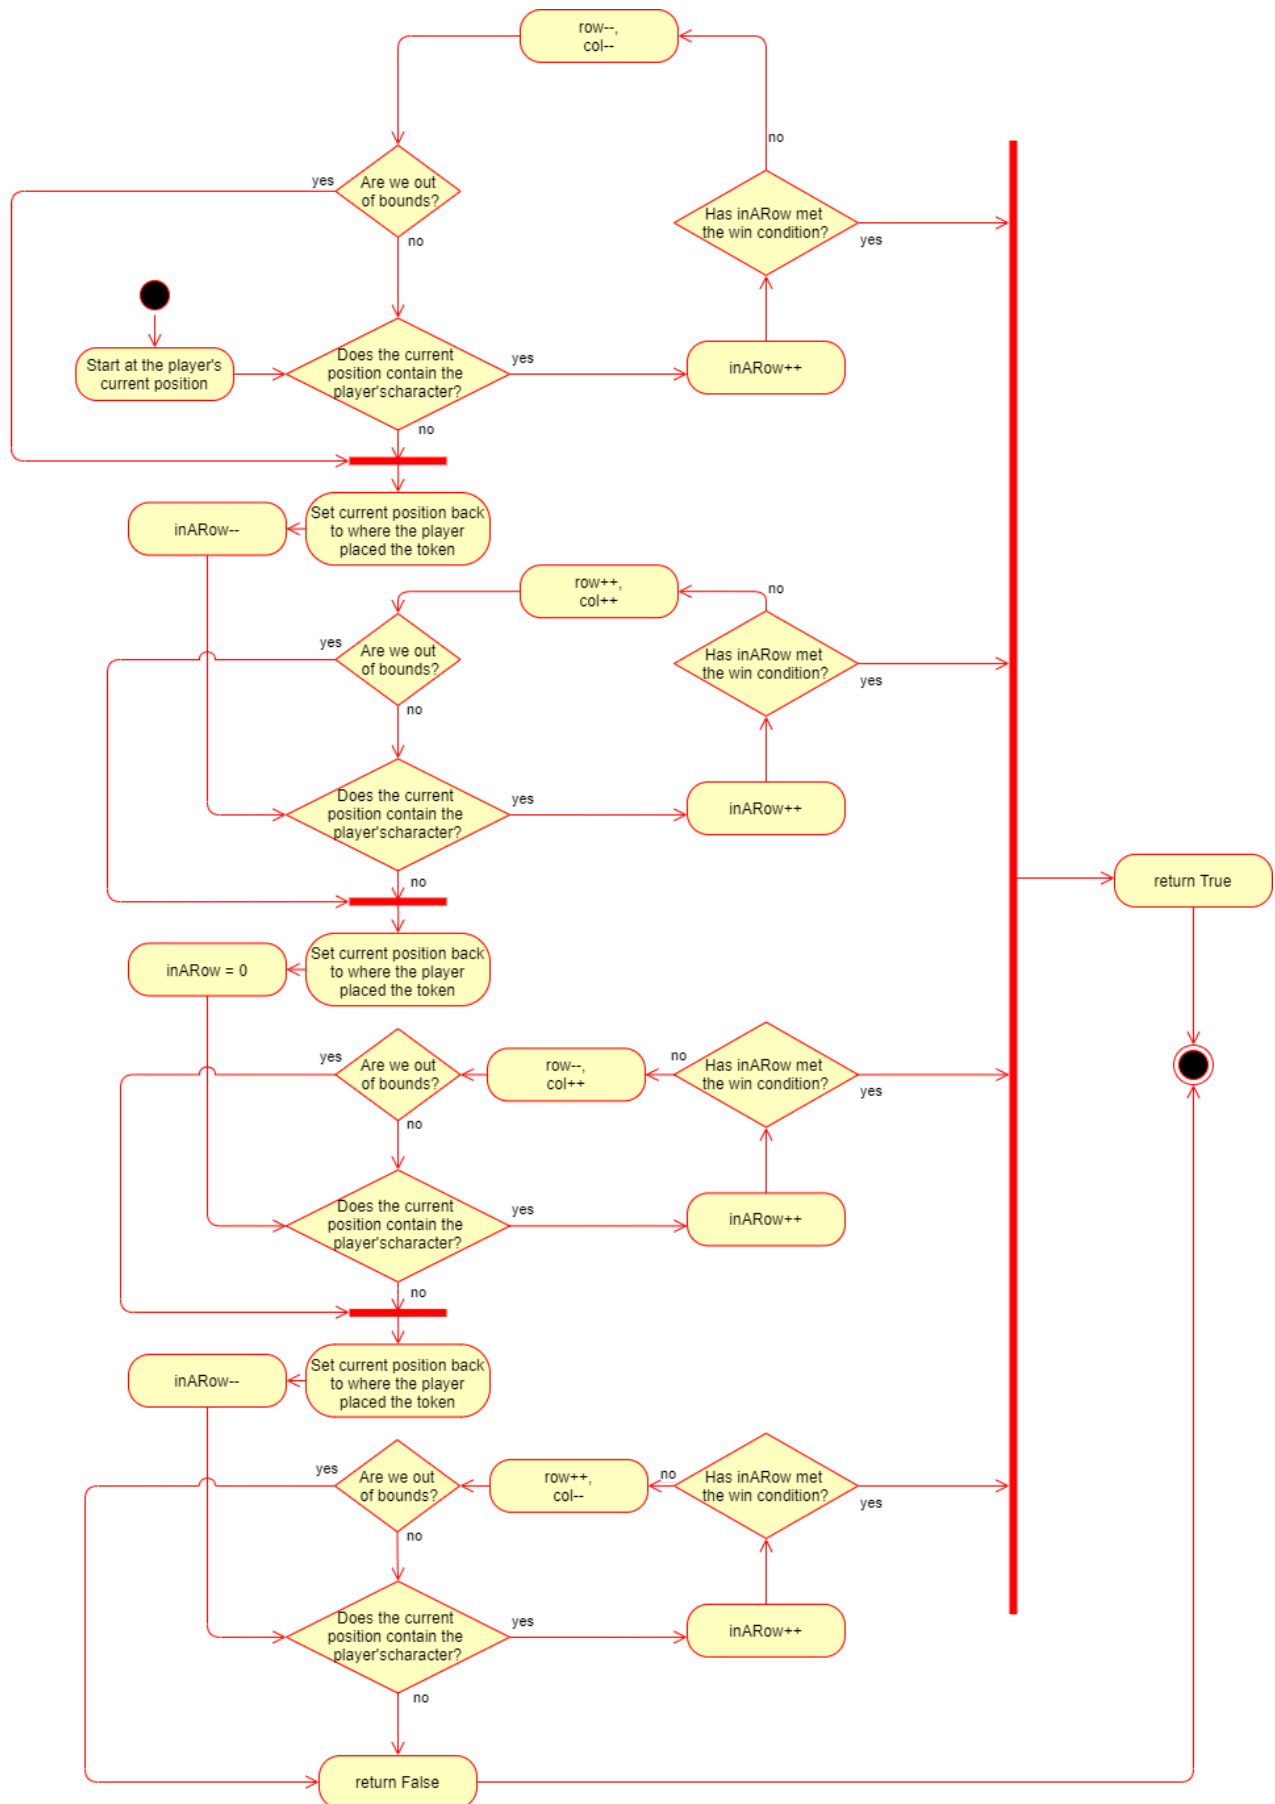 row--,
col--
no
yes
Are we out
of bounds?
Has inARow met
the win condition?
yes
no
Start at the player's
current position
Does the current
position contain the
player'scharacter?
yes
inARow++
no
inARow--
Set current position back
to where the player
placed the token
row++,
col++
no
yes
Are we out
of bounds?
Has inARow met
the win condition?
yes
no
Does the current
position contain the
player'scharacter?
yes
inARow++
no
return True
inARow = 0
Set current position back
to where the player
placed the token
yes
Are we out
of bounds?
row--,
col++
no
Has inARow met
the win condition?
yes
no
Does the current
position contain the
player'scharacter?
yes
inARow++
no
inARow--
Set current position back
to where the player
placed the token
yes
Are we out
of bounds?
row++,
col--
no
Has inARow met
the win condition?
yes
no
Does the current
position contain the
player'scharacter?
yes
inARow++
no
return False